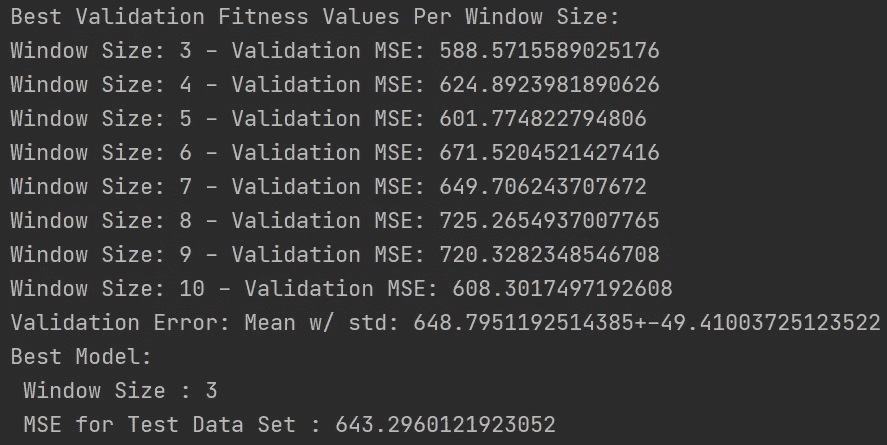 Best Validation Fitness Values Per Window Size:
Window Size: 3 – Validation MSE: 588.5715589025176
Window Size: 4 – Validation MSE: 624.8923981890626
Window Size: 5 – Validation MSE: 601.774822794806
Window Size: 6 – Validation MSE: 671.5204521427416
Window Size: 7 – Validation MSE: 649.706243707672
Window Size: 8 – Validation MSE: 725.2654937007765
Window Size: 9 – Validation MSE: 720.3282348546708
Window Size: 10 – Validation MSE: 608.3017497192608
Validation Error: Mean w/ std: 648.7951192514385+-49.41003725123522
Best Model:
Window Size : 3
MSE for Test Data Set : 643.2960121923052